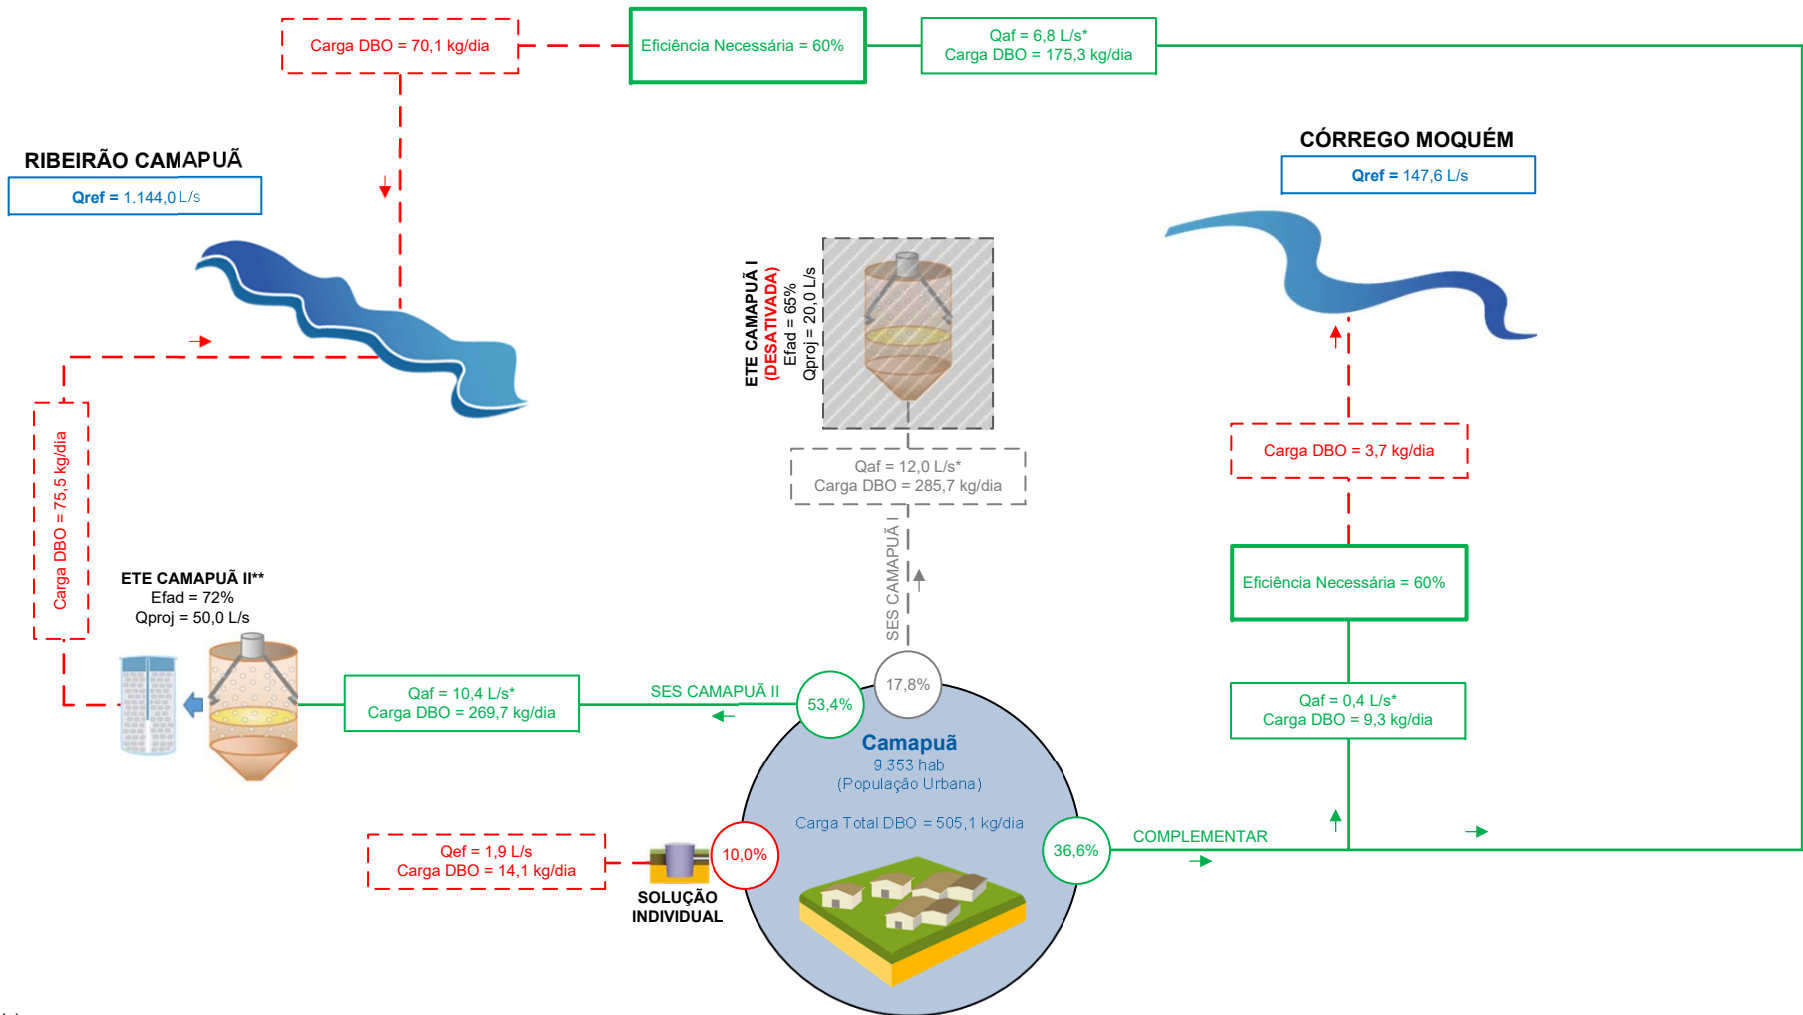 Carga DBO = 70,1 kg/dia
Eficiência Necessária = 60%
Qaf = 6,8 L/s*
Carga DBO = 175,3 kg/dia
RIBEIRÃO CAMAPUÃ
Qref = 1.144,0 L/s
CÓRREGO MOQUÉM
Qref = 147,6 L/s
ETE CAMAPUÃ I
(DESATIVADA)
Efad = 65%
Qproj = 20,0 L/s
Qaf = 12,0 L/s*
Carga DBO = 285,7 kg/dia
SES CAMAPUÃ I
17,8%
Carga DBO = 3,7 kg/dia
Eficiência Necessária = 60%
Qaf = 0,4 L/s*
Carga DBO = 9,3 kg/dia
Carga DBO = 75,5 kg/dia
ETE CAMAPUÃ II**
Efad = 72%
Qproj = 50,0 L/s
Qaf = 10,4 L/s*
Carga DBO = 269,7 kg/dia
SES CAMAPUÃ II
53,4%
Camapuã
9.353 hab
(População Urbana)
Carga Total DBO = 505,1 kg/dia
Qef = 1,9 L/s
Carga DBO = 14,1 kg/dia
SOLUÇÃO
INDIVIDUAL
10,0%
36,6%
COMPLEMENTAR